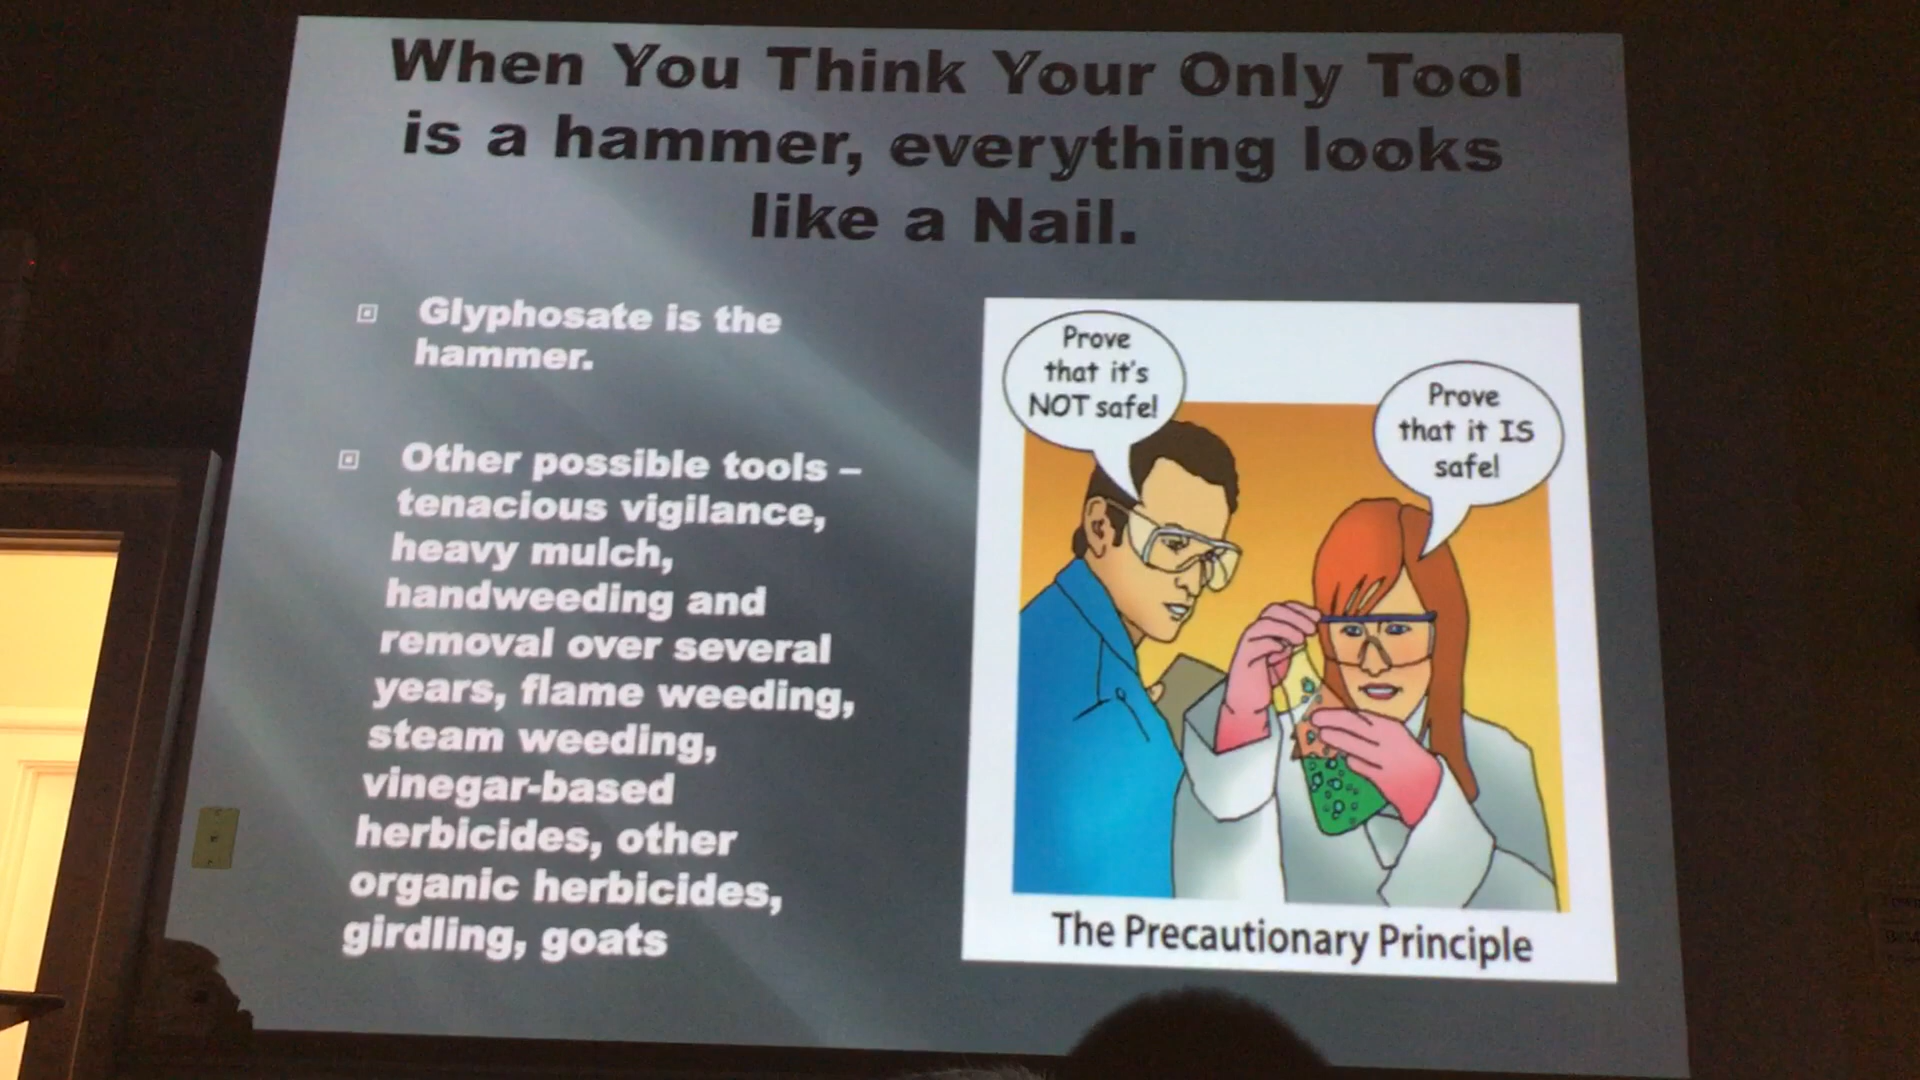 When You Think Your Only Tool
is a hammer, everything looks
like a Nail.
Glyphosate is the
hammer.
Other possible tools –
tenacious vigilance,
heavy mulch,
handweeding and
removal over several
years, flame weeding,
steam weeding,
vinegar-based
herbicides, other
organic herbicides,
girdling, goats
Prove
that it's
NOT safe!
Prove
that it IS
safe!
The Precautionary Principle